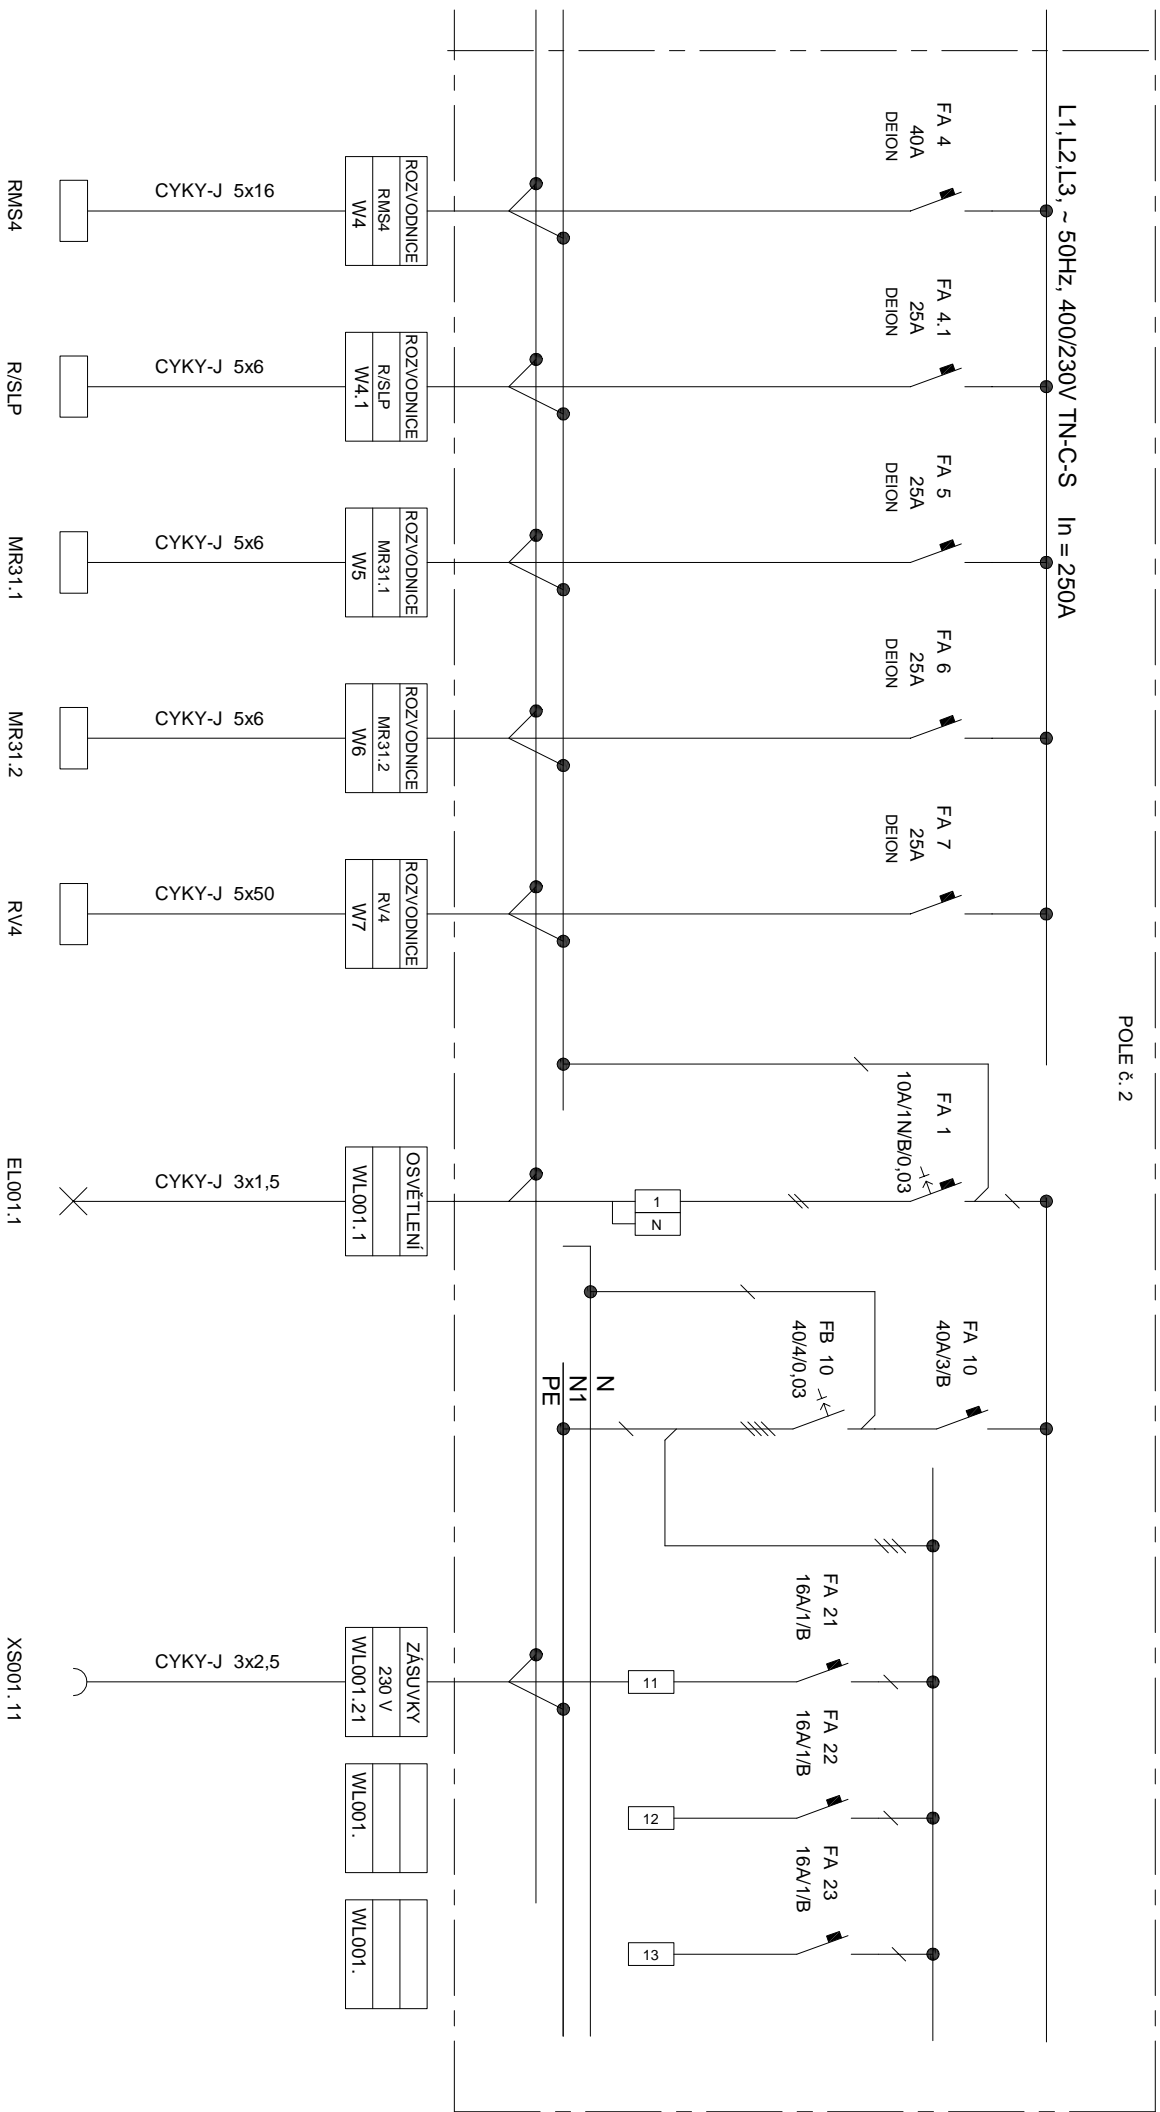 POLE č. 2
L1,L2,L3, ~ 50Hz, 400/230V TN-C-S In = 250A
FA 4
40A
DEION
FA 4.1
25A
DEION
FA 5
25A
DEION
FA 6
25A
DEION
FA 7
25A
DEION
FA 1
10A/1N/B/0,03
FA 10
40A/3/B
FB 10
40/4/0,03
FA 21
16A/1/B
FA 22
16A/1/B
FA 23
16A/1/B
1
N
11
12
13
N
N1
PE
ROZVODNICE
RMS4
W4
ROZVODNICE
R/SLP
W4.1
ROZVODNICE
MR31.1
W5
ROZVODNICE
MR31.2
W6
ROZVODNICE
RV4
W7
OSVĚTLENÍ
WL001.1
ZÁSUVKY
230 V
WL001.21
WL001.
WL001.
CYKY-J 5x16
CYKY-J 5x6
CYKY-J 5x6
CYKY-J 5x6
CYKY-J 5x50
CYKY-J 3x1,5
CYKY-J 3x2,5
RMS4
R/SLP
MR31.1
MR31.2
RV4
EL001.1
XS001.11